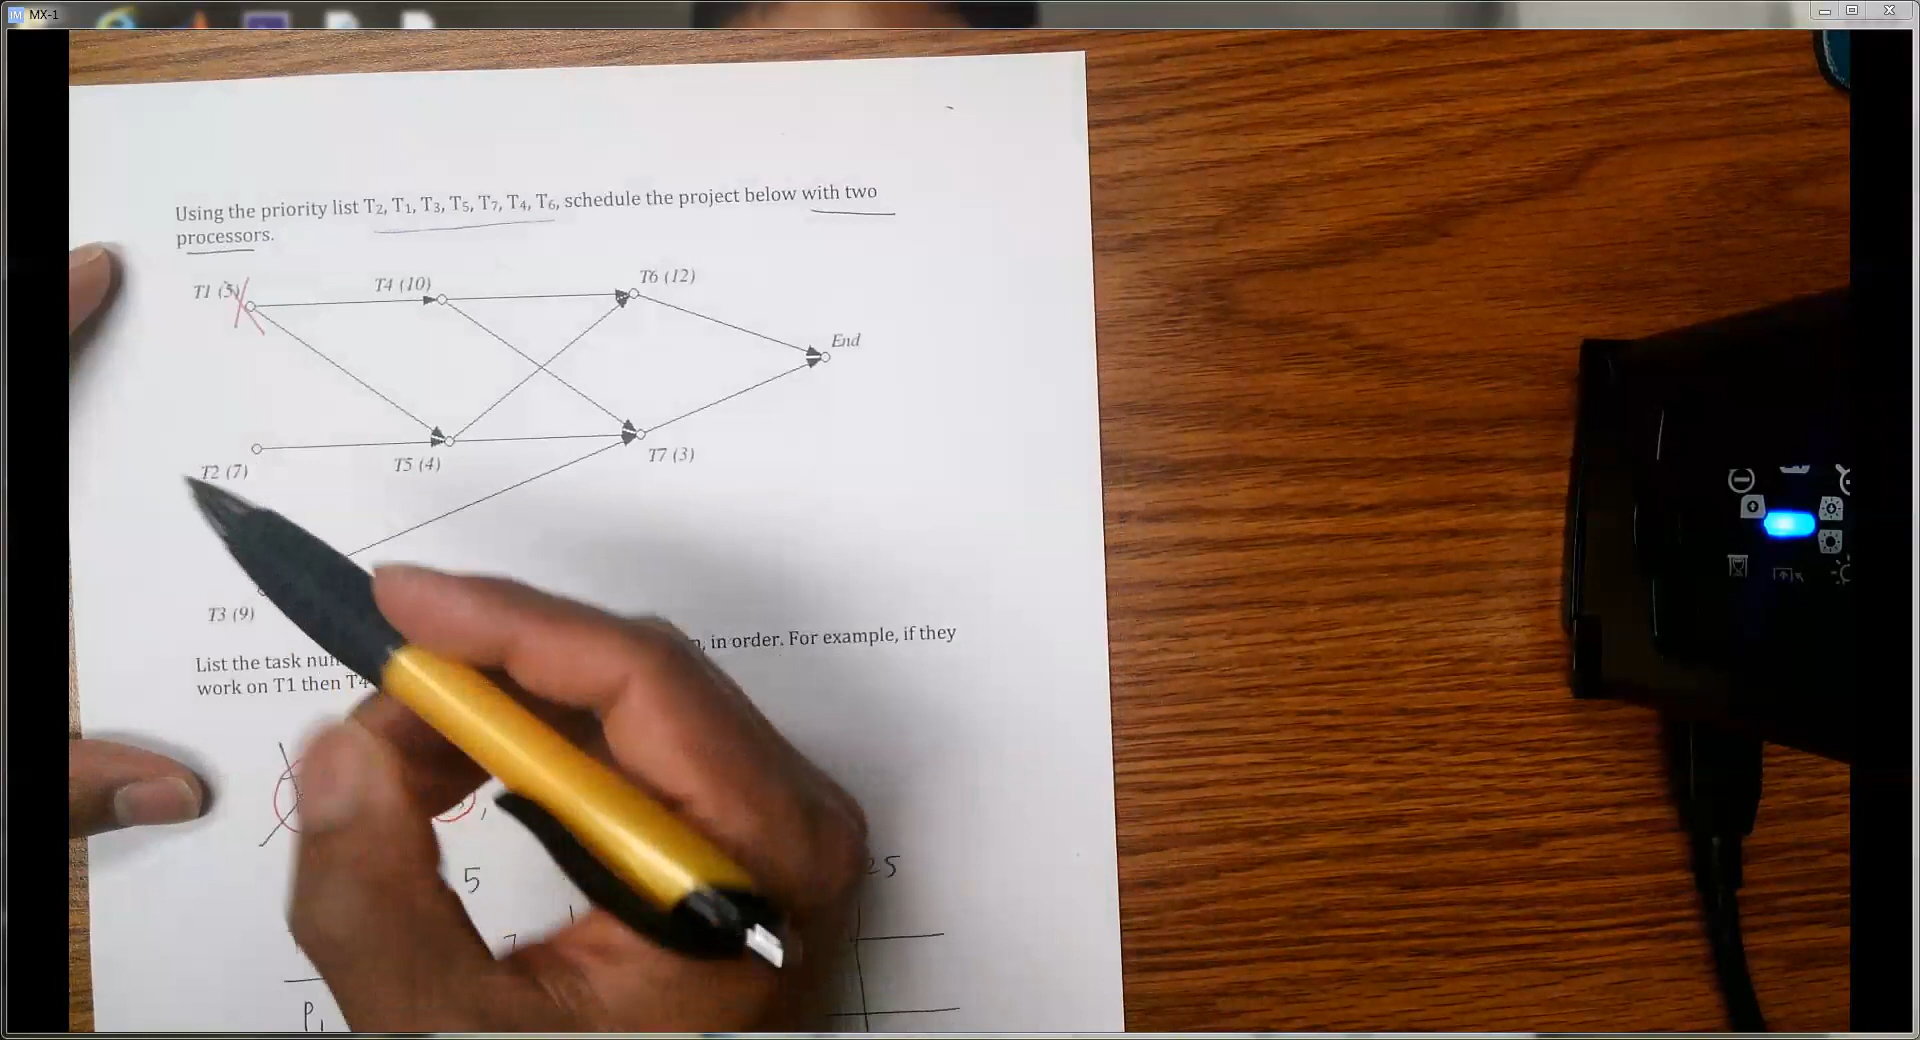 MX-1
Using the priority list T2, T1, T3, T5, T7, T4, T6, schedule the project below with two
processors.
T1 (5)
T4 (10)
T6 (12)
End
T2 (7)
T5 (4)
T7 (3)
T3 (9)
in order. For example, if they
List the task
work on T1 then T4
5
25
7
P1